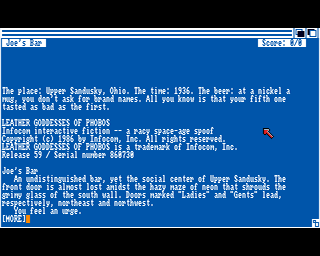 Joe's Bar Score: 0/0
The place: Upper Sandusky, Ohio. The time: 1936. The beer: at a nickel a
mug, you don't ask for brand names. All you know is that your fifth one
tasted as bad as the first.
LEATHER GODDESSES OF PHOBOS
Infocom interactive fiction -- a racy space-age spoof
Copyright (c) 1986 by Infocom, Inc. All rights reserved.
LEATHER GODDESSES OF PHOBOS is a trademark of Infocom, Inc.
Release 59 / Serial number 860730
Joe's Bar
An undistinguished bar, yet the social center of Upper Sandusky. The
front door is almost lost amidst the hazy maze of neon that shrouds the
grimy glass of the south wall. Doors marked "Ladies" and "Gents" lead,
respectively, northeast and northwest.
You feel an urge.
[MORE]